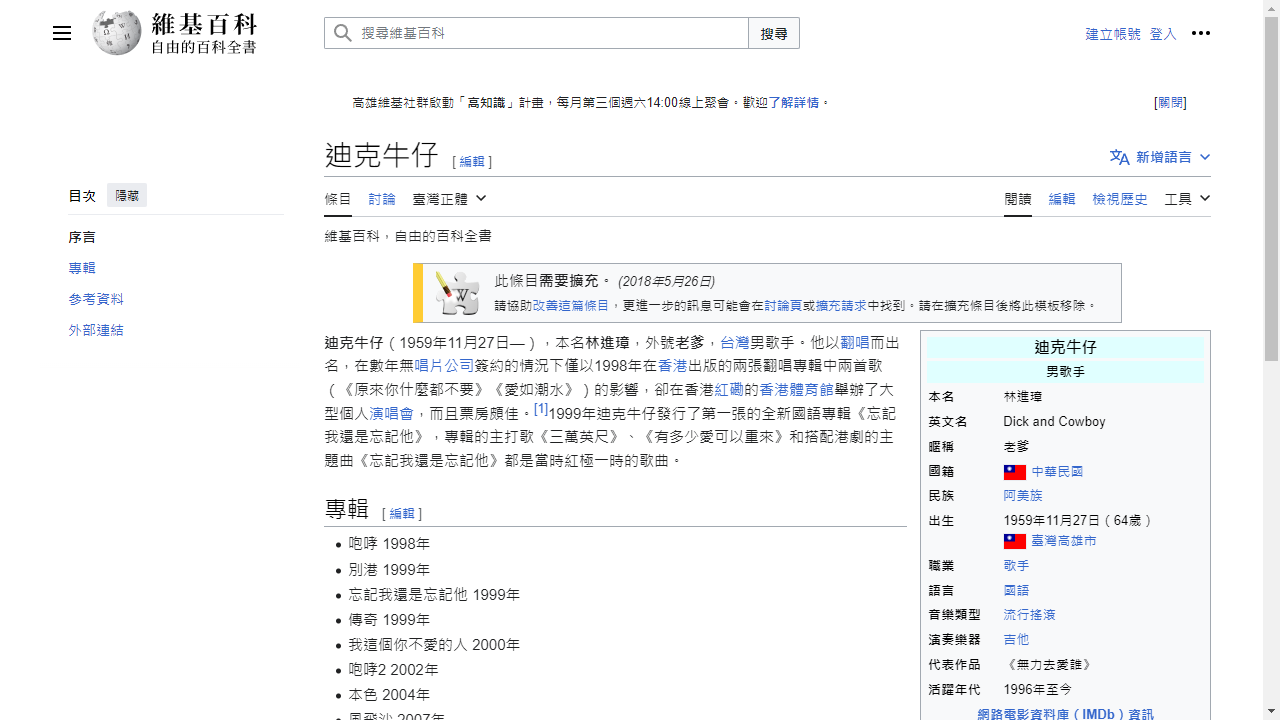 維基百科
自由的百科全書
搜尋維基百科
搜尋
建立帳號 登入
高雄維基社群啟動「高知識」計畫，每月第三個週六14:00線上聚會。歡迎了解詳情。
[關閉]
迪克牛仔 [編輯]
新增語言
目次 隱藏
序言
專輯
參考資料
外部連結
條目 討論 臺灣正體
閱讀 編輯 檢視歷史 工具
維基百科，自由的百科全書
此條目需要擴充。 (2018年5月26日)
請協助改善這篇條目，更進一步的訊息可能會在討論頁或擴充請求中找到。請在擴充條目後將此模板移除。
迪克牛仔（1959年11月27日—），本名林進璋，外號老爹，台灣男歌手。他以翻唱而出
名，在數年無唱片公司簽約的情況下僅以1998年在香港出版的兩張翻唱專輯中兩首歌
（《原來你什麼都不要》《愛如潮水》）的影響，卻在香港紅磡的香港體育館舉辦了大
型個人演唱會，而且票房頗佳。[1]1999年迪克牛仔發行了第一張的全新國語專輯《忘記
我還是忘記他》，專輯的主打歌《三萬英尺》、《有多少愛可以重來》和搭配港劇的主
題曲《忘記我還是忘記他》都是當時紅極一時的歌曲。
專輯 [編輯]
咆哮 1998年
別港 1999年
忘記我還是忘記他 1999年
傳奇 1999年
我這個你不愛的人 2000年
咆哮2 2002年
本色 2004年
風飛沙 2007年
迪克牛仔
男歌手
本名 林進璋
英文名 Dick and Cowboy
暱稱 老爹
國籍 中華民國
民族 阿美族
出生 1959年11月27日（64歲）
臺灣高雄市
職業 歌手
語言 國語
音樂類型 流行搖滾
演奏樂器 吉他
代表作品 《無力去愛誰》
活躍年代 1996年至今
網路電影資料庫（IMDb）資訊